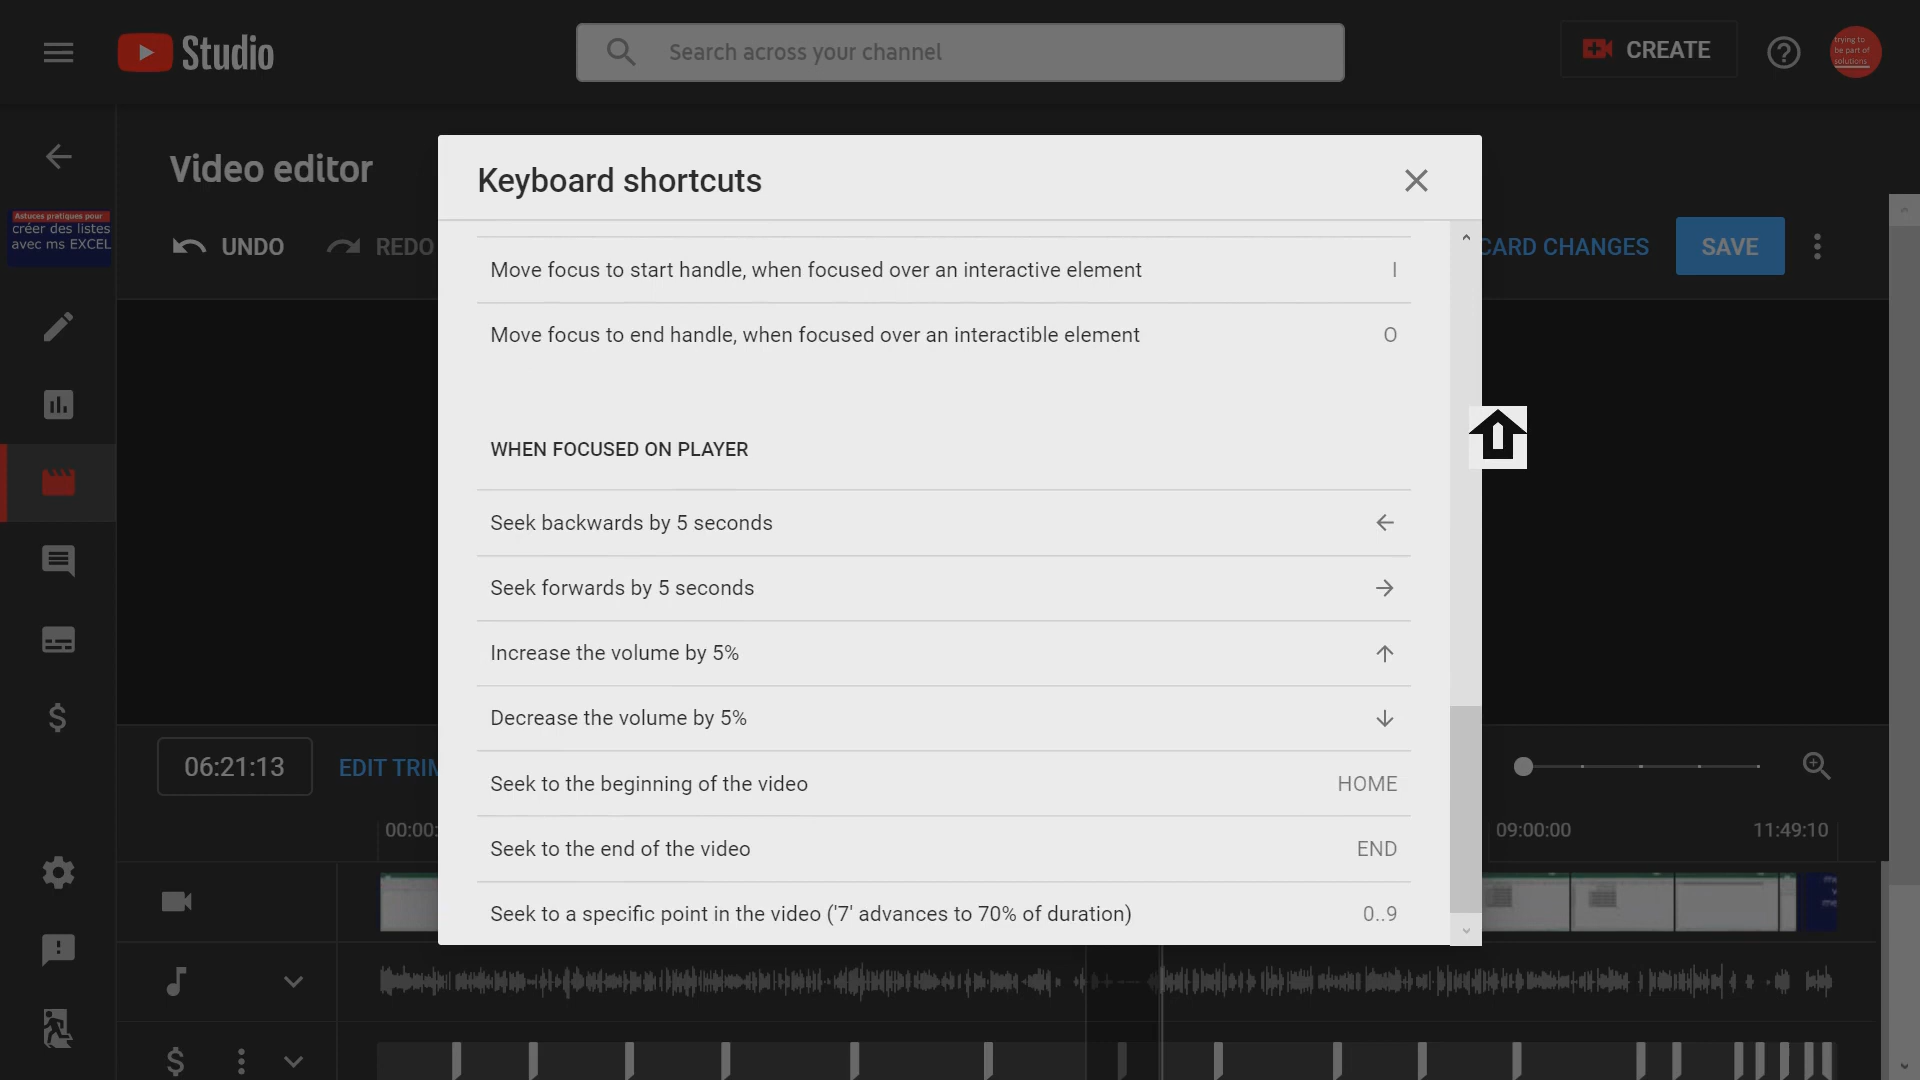 Studio
Search across your channel
CREATE
trying to
be part of
solutions
Video editor
Keyboard shortcuts
Astuces pratiques pour
créer des listes
avec ms EXCEL
UNDO
REDO
CARD CHANGES
SAVE
Move focus to start handle, when focused over an interactive element
I
Move focus to end handle, when focused over an interactible element
O
WHEN FOCUSED ON PLAYER
Seek backwards by 5 seconds
Seek forwards by 5 seconds
Increase the volume by 5%
Decrease the volume by 5%
06:21:13
EDIT TRIM
Seek to the beginning of the video
HOME
00:00:
09:00:00
11:49:10
Seek to the end of the video
END
Seek to a specific point in the video ('7' advances to 70% of duration)
0..9